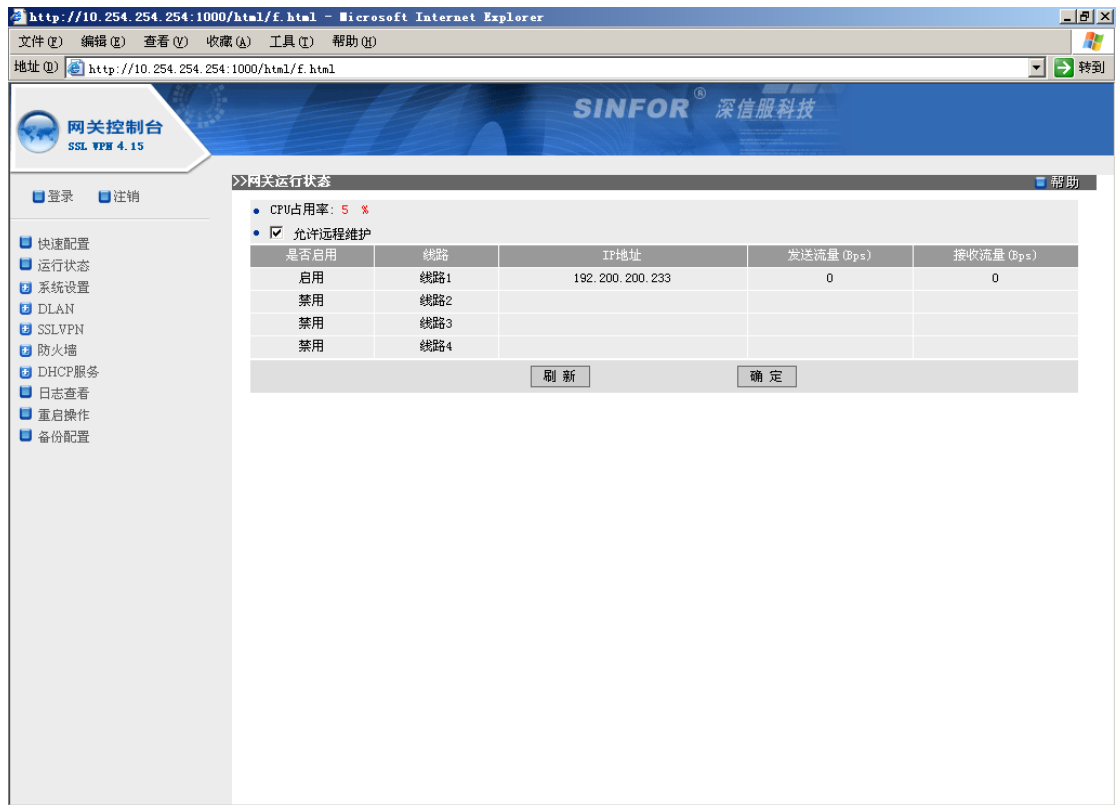 http://10.254.254.254:1000/html/f.html - Microsoft Internet Explorer
文件(F) 编辑(E) 查看(V) 收藏(A) 工具(T) 帮助(H)
地址(D) http://10.254.254.254:1000/html/f.html 转到
网关控制台
SSL VPN 4.15
SINFOR® 深信服科技
登录 注销
>>网关运行状态 帮助
CPU占用率: 5 %
允许远程维护
快速配置
运行状态
系统设置
DLAN
SSLVPN
防火墙
DHCP服务
日志查看
重启操作
备份配置
是否启用 线路 IP地址 发送流量(Bps) 接收流量(Bps)
启用 线路1 192.200.200.233 0 0
禁用 线路2
禁用 线路3
禁用 线路4
刷 新 确 定